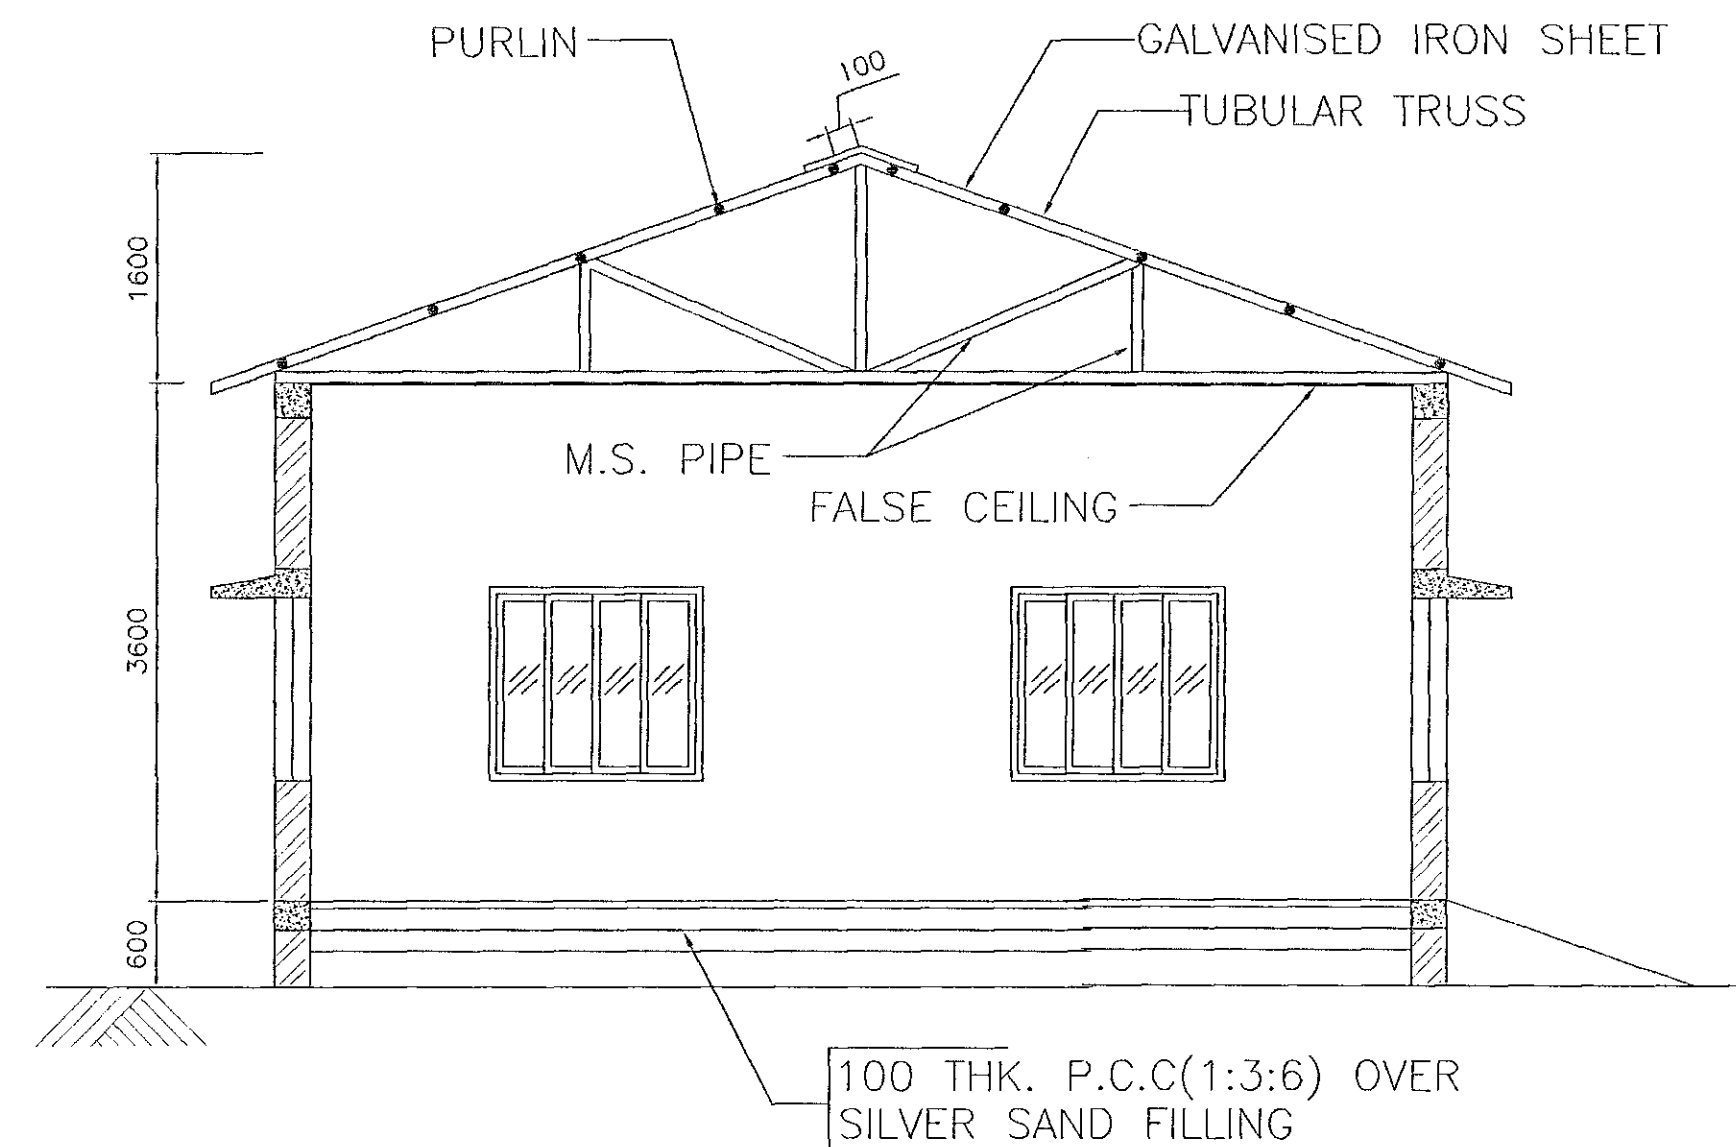 PURLIN
GALVANISED IRON SHEET
100
TUBULAR TRUSS
1600
M.S. PIPE
FALSE CEILING
3600
600
100 THK. P.C.C(1:3:6) OVER
SILVER SAND FILLING